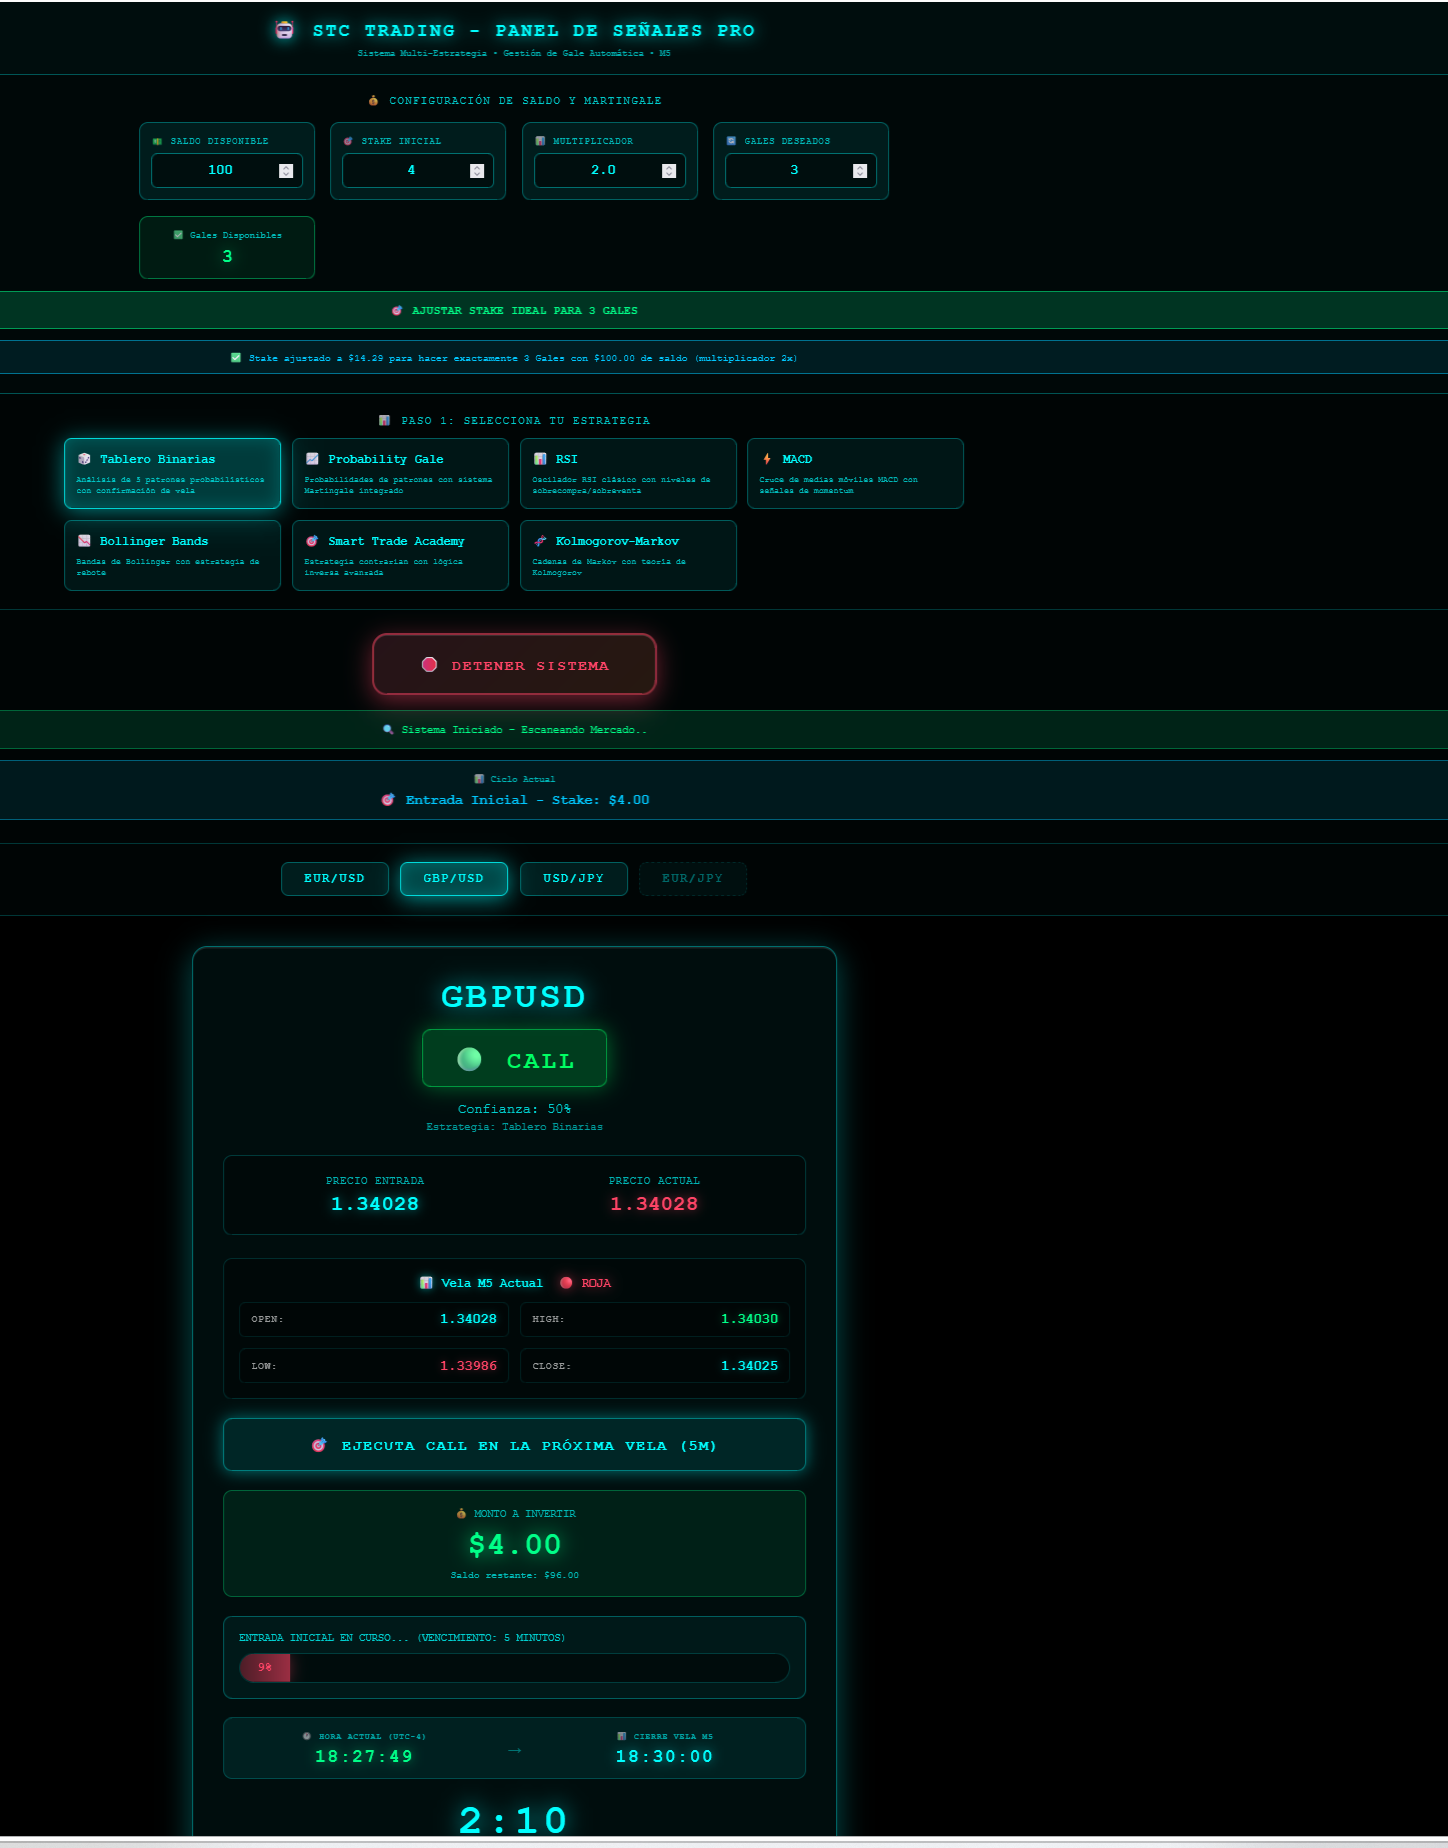 STC TRADING - PANEL DE SEÑALES PRO
Sistema Multi-Estrategia • Gestión de Gale Automática • M5
CONFIGURACIÓN DE SALDO Y MARTINGALE
SALDO DISPONIBLE
100
STAKE INICIAL
4
MULTIPLICADOR
2.0
GALES DESEADOS
3
Gales Disponibles
3
AJUSTAR STAKE IDEAL PARA 3 GALES
Stake ajustado a $14.29 para hacer exactamente 3 Gales con $100.00 de saldo (multiplicador 2x)
PASO 1: SELECCIONA TU ESTRATEGIA
Tablero Binarias
Análisis de 5 patrones probabilísticos
con confirmación de vela
Probability Gale
Probabilidades de patrones con sistema
Martingale integrado
RSI
Oscilador RSI clásico con niveles de
sobrecompra/sobreventa
MACD
Cruce de medias móviles MACD con
señales de momentum
Bollinger Bands
Bandas de Bollinger con estrategia de
rebote
Smart Trade Academy
Estrategia contrarian con lógica
inversa avanzada
Kolmogorov-Markov
Cadenas de Markov con teoría de
Kolmogorov
DETENER SISTEMA
Sistema Iniciado - Escaneando Mercado..
Ciclo Actual
Entrada Inicial - Stake: $4.00
EUR/USD
GBP/USD
USD/JPY
EUR/JPY
GBPUSD
CALL
Confianza: 50%
Estrategia: Tablero Binarias
PRECIO ENTRADA
1.34028
PRECIO ACTUAL
1.34028
Vela M5 Actual
ROJA
OPEN:
1.34028
HIGH:
1.34030
LOW:
1.33986
CLOSE:
1.34025
EJECUTA CALL EN LA PRÓXIMA VELA (5M)
MONTO A INVERTIR
$4.00
Saldo restante: $96.00
ENTRADA INICIAL EN CURSO... (VENCIMIENTO: 5 MINUTOS)
9%
HORA ACTUAL (UTC-4)
18:27:49
→
CIERRE VELA M5
18:30:00
2:10